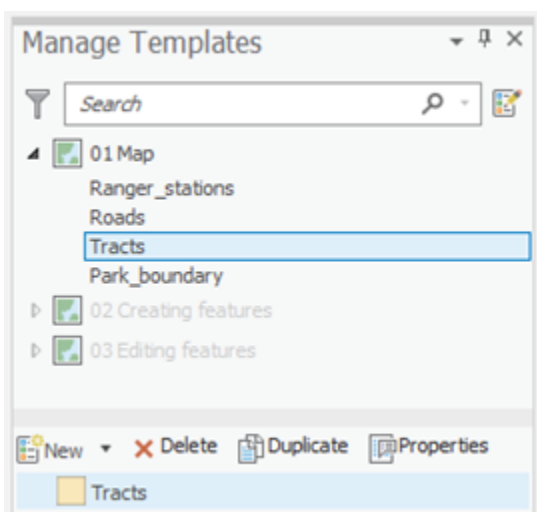 Manage Templates
Search
01 Map
Ranger_stations
Roads
Tracts
Park_boundary
02 Creating features
03 Editing features
New Delete Duplicate Properties
Tracts